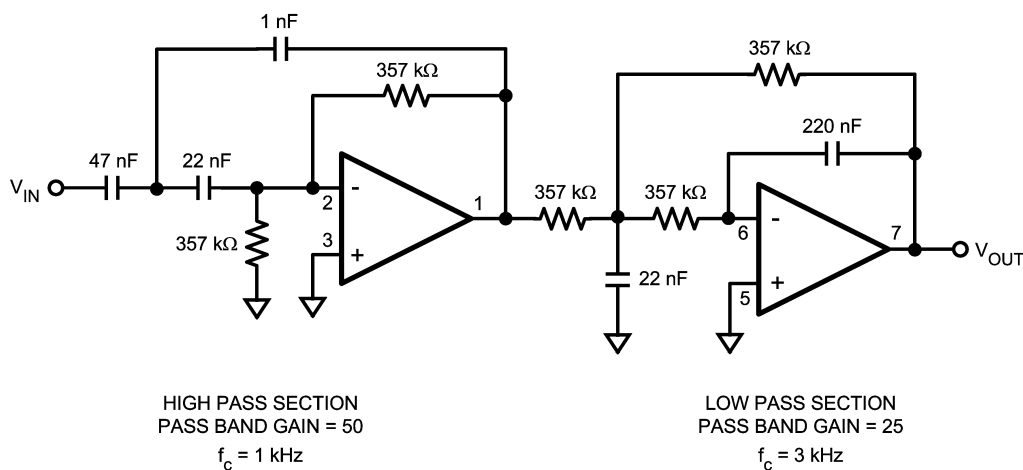 1 nF
357 kΩ
357 kΩ
220 nF
47 nF
22 nF
V_IN
357 kΩ
2
-
3
+
1
357 kΩ
357 kΩ
22 nF
6
-
5
+
7
V_OUT
HIGH PASS SECTION
PASS BAND GAIN = 50
f_c = 1 kHz
LOW PASS SECTION
PASS BAND GAIN = 25
f_c = 3 kHz